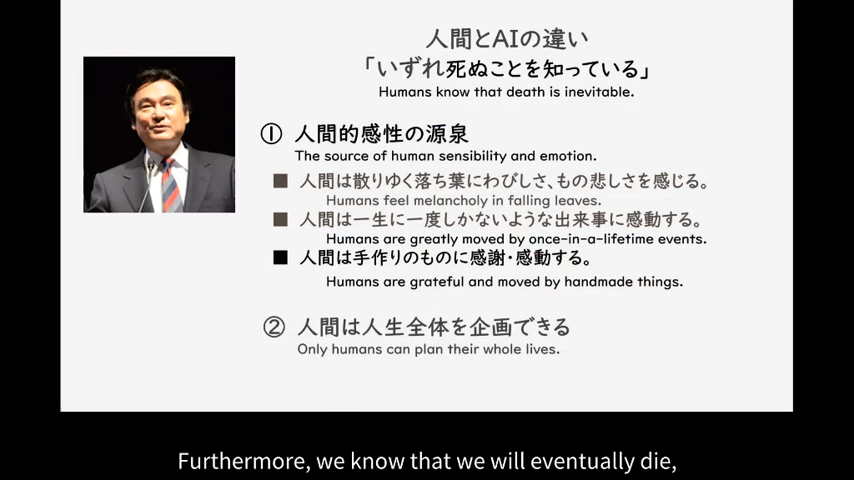 人間とAIの違い
「いずれ死ぬことを知っている」
Humans know that death is inevitable.
① 人間的感性の源泉
The source of human sensibility and emotion.
■ 人間は散りゆく落ち葉にわびしさ、もの悲しさを感じる。
Humans feel melancholy in falling leaves.
■ 人間は一生に一度しかないような出来事に感動する。
Humans are greatly moved by once-in-a-lifetime events.
■ 人間は手作りのものに感謝・感動する。
Humans are grateful and moved by handmade things.
② 人間は人生全体を企画できる
Only humans can plan their whole lives.
Furthermore, we know that we will eventually die,